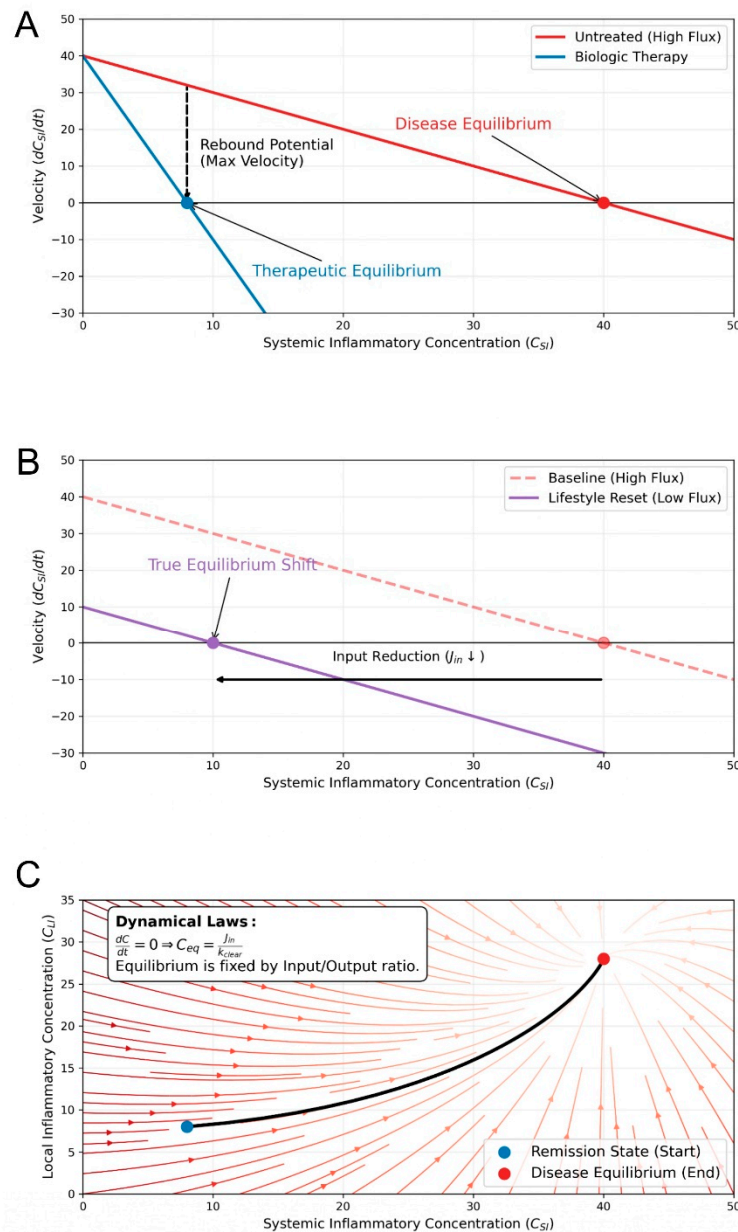 A
50
40
30
20
10
0
−10
−20
−30
Velocity (dC_SI/dt)
Untreated (High Flux)
Biologic Therapy
Disease Equilibrium
Rebound Potential
(Max Velocity)
Therapeutic Equilibrium
0 10 20 30 40 50
Systemic Inflammatory Concentration (C_SI)
B
50
40
30
20
10
0
−10
−20
−30
Velocity (dC_SI/dt)
Baseline (High Flux)
Lifestyle Reset (Low Flux)
True Equilibrium Shift
Input Reduction (J_in ↓)
0 10 20 30 40 50
Systemic Inflammatory Concentration (C_SI)
C
35
30
25
20
15
10
5
0
Local Inflammatory Concentration (C_LI)
Dynamical Laws :
dC/dt = 0 ⇒ C_eq = J_in/k_clear
Equilibrium is fixed by Input/Output ratio.
Remission State (Start)
Disease Equilibrium (End)
0 10 20 30 40 50
Systemic Inflammatory Concentration (C_SI)